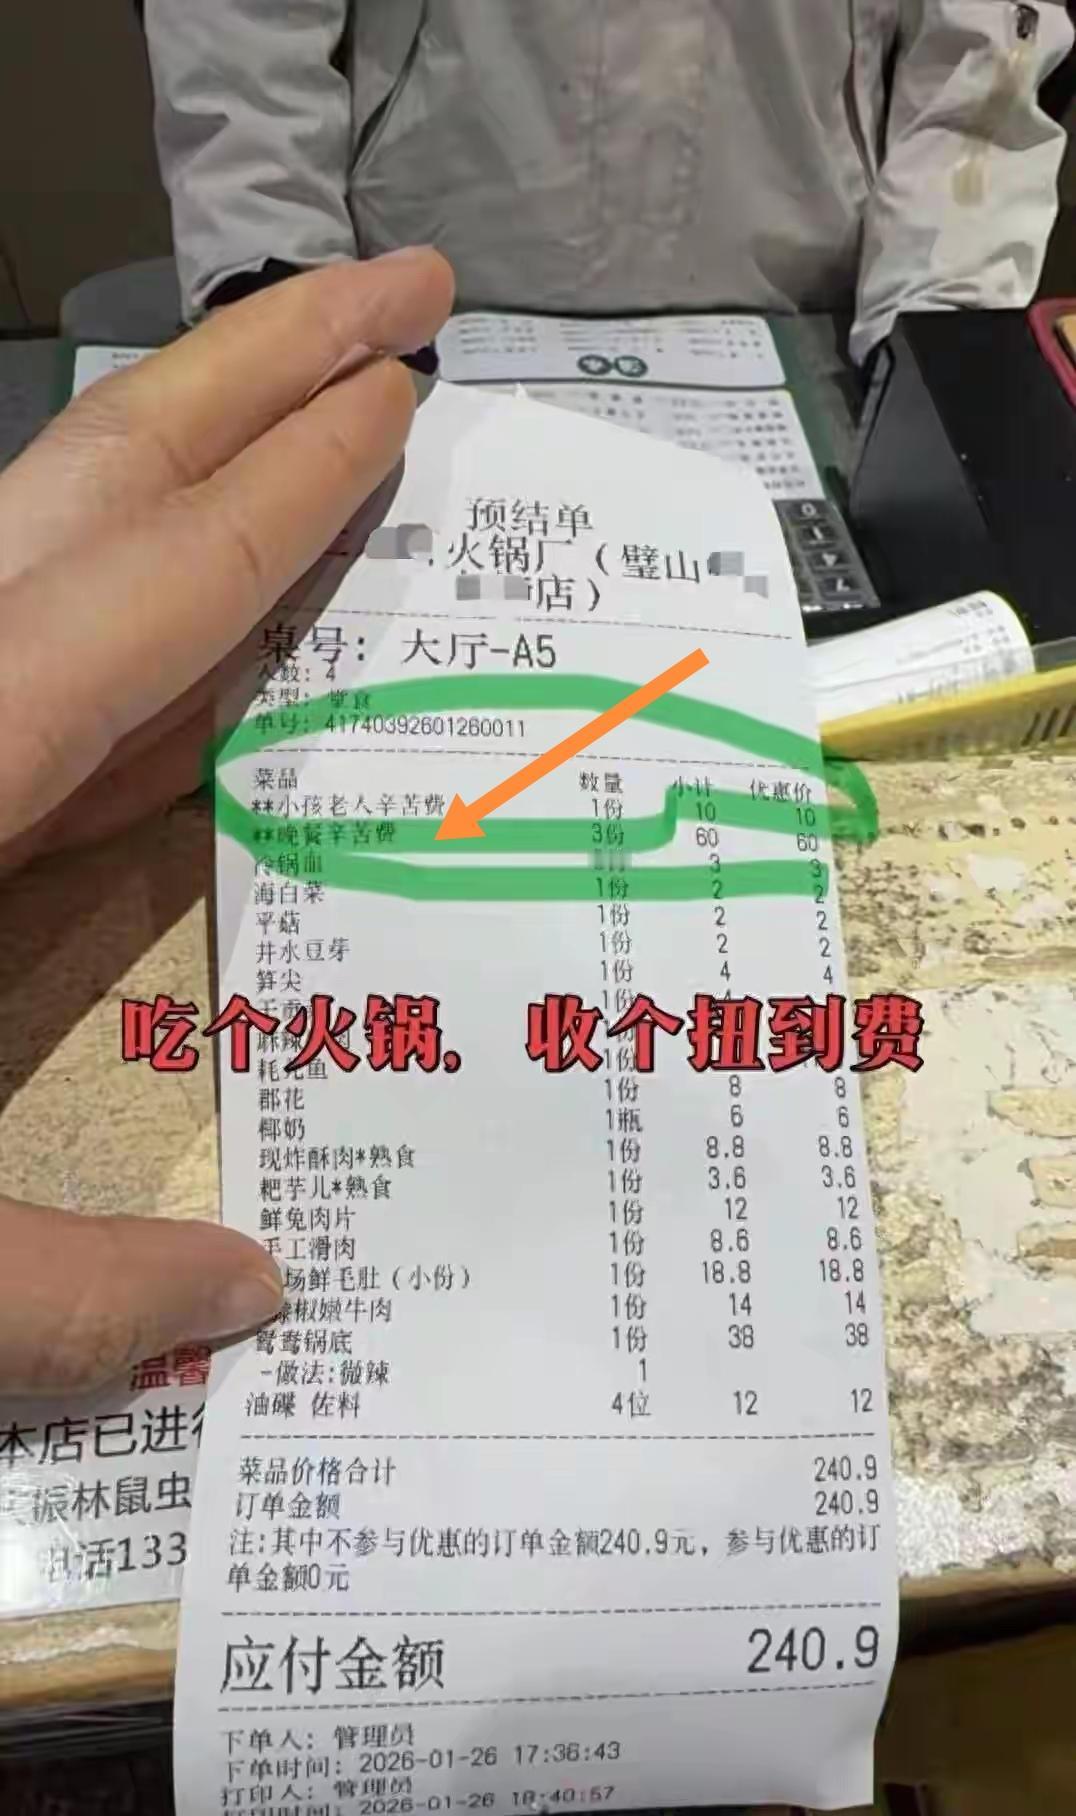 预结单
火锅厂（璧山
店）
桌号：大厅-A5
人数：4
类型：堂食
单号：41740392601260011
菜品 数量 小计 优惠价
**小孩老人辛苦费 1份 10 10
**晚餐辛苦费 3份 60 60
冷锅血 3 3
海白菜 1份 2 2
平菇 1份 2 2
井水豆芽 1份 2 2
笋尖 1份 4 4
吃个火锅，收个扭到费
耗儿鱼 1份
郡花 1份 8 8
椰奶 1瓶 6 6
现炸酥肉*熟食 1份 8.8 8.8
粑芋儿*熟食 1份 3.6 3.6
鲜兔肉片 1份 12 12
手工滑肉 1份 8.6 8.6
场鲜毛肚（小份） 1份 18.8 18.8
椒嫩牛肉 1份 14 14
鸳鸯锅底 1份 38 38
-做法:微辣 1
油碟 佐料 4位 12 12
菜品价格合计 240.9
订单金额 240.9
注:其中不参与优惠的订单金额240.9元，参与优惠的订
单金额0元
应付金额 240.9
下单人：管理员
下单时间：2026-01-26 17:36:43
打印人：管理员
打印时间：2026-01-26 18:40:57
温馨
本店已进行
振林鼠虫
电话133